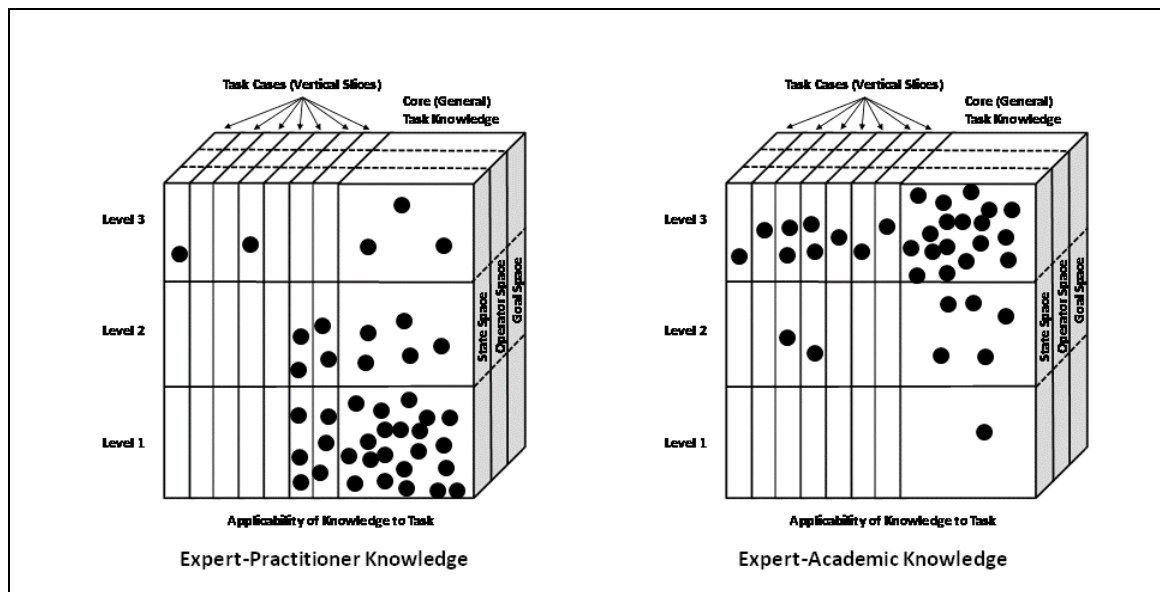 Task Cases (Vertical Slices)
Core (General)
Task Knowledge
Level 3
Level 2
Level 1
State Space
Operator Space
Goal Space
Applicability of Knowledge to Task
Expert-Practitioner Knowledge
Task Cases (Vertical Slices)
Core (General)
Task Knowledge
Level 3
Level 2
Level 1
State Space
Operator Space
Goal Space
Applicability of Knowledge to Task
Expert-Academic Knowledge